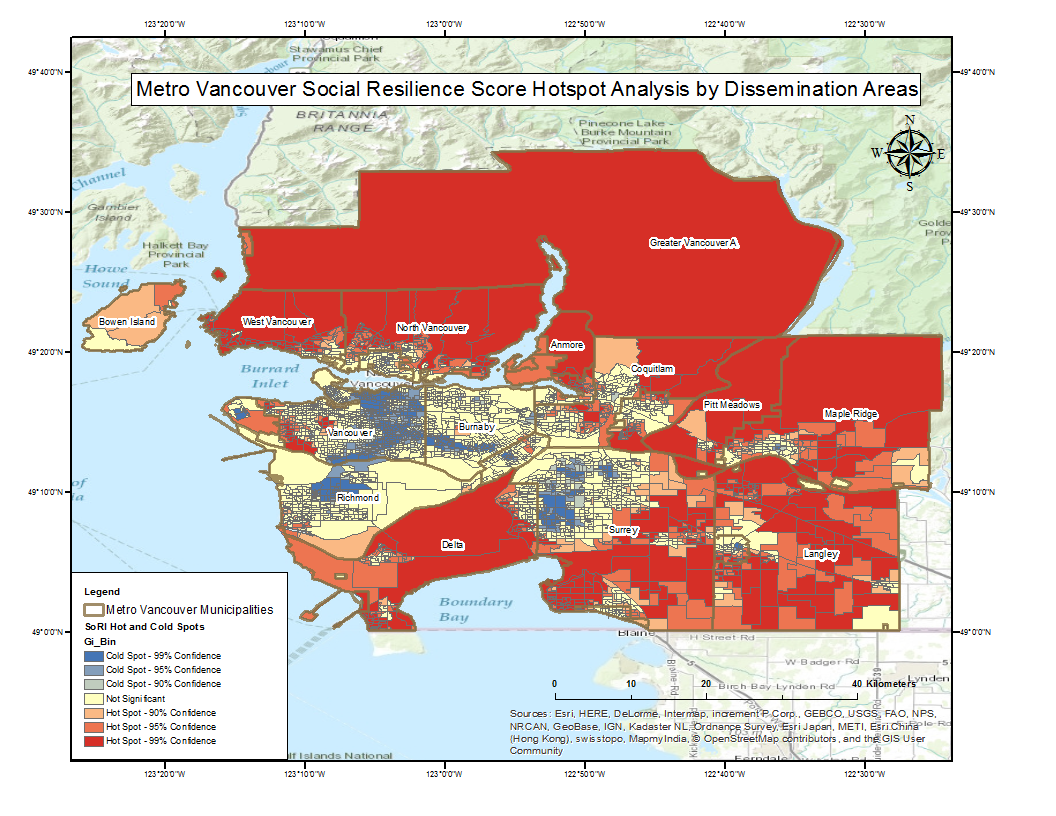 123°20'0"W 123°10'0"W 123°0'0"W 122°50'0"W 122°40'0"W 122°30'0"W
Stawamus Chief
Provincial Park
49°40'0"N 49°40'0"N
Metro Vancouver Social Resilience Score Hotspot Analysis by Dissemination Areas
BRITANNIA
RANGE
Pinecone Lake -
Burke Mountain
Provincial Park
N
W E
S
Channel
Gambier
Island
49°30'0"N 49°30'0"N
Halkett Bay
Provincial
Park
Greater Vancouver A
Howe
Sound
Bowen Island
West Vancouver
North Vancouver
49°20'0"N 49°20'0"N
Anmore
Burrard
Inlet
Coquitlam
Pitt Meadows
Maple Ridge
Vancouver
Burnaby
49°10'0"N 49°10'0"N
Richmond
Surrey
Delta
Langley
Boundary
Bay
49°0'0"N 49°0'0"N
Blaine
H Street Rd
W Badger Rd
Lynden
Birch Bay Lynden Rd
Legend
Metro Vancouver Municipalities
SoRI Hot and Cold Spots
Gi_Bin
Cold Spot - 99% Confidence
Cold Spot - 95% Confidence
Cold Spot - 90% Confidence
Not Significant
Hot Spot - 90% Confidence
Hot Spot - 95% Confidence
Hot Spot - 99% Confidence
0 10 20 40 Kilometers
Sources: Esri, HERE, DeLorme, Intermap, increment P Corp., GEBCO, USGS, FAO, NPS,
NRCAN, GeoBase, IGN, Kadaster NL, Ordnance Survey, Esri Japan, METI, Esri China
(Hong Kong), swisstopo, MapmyIndia, © OpenStreetMap contributors, and the GIS User
Community
Islands National
123°20'0"W 123°10'0"W 123°0'0"W 122°50'0"W 122°40'0"W 122°30'0"W